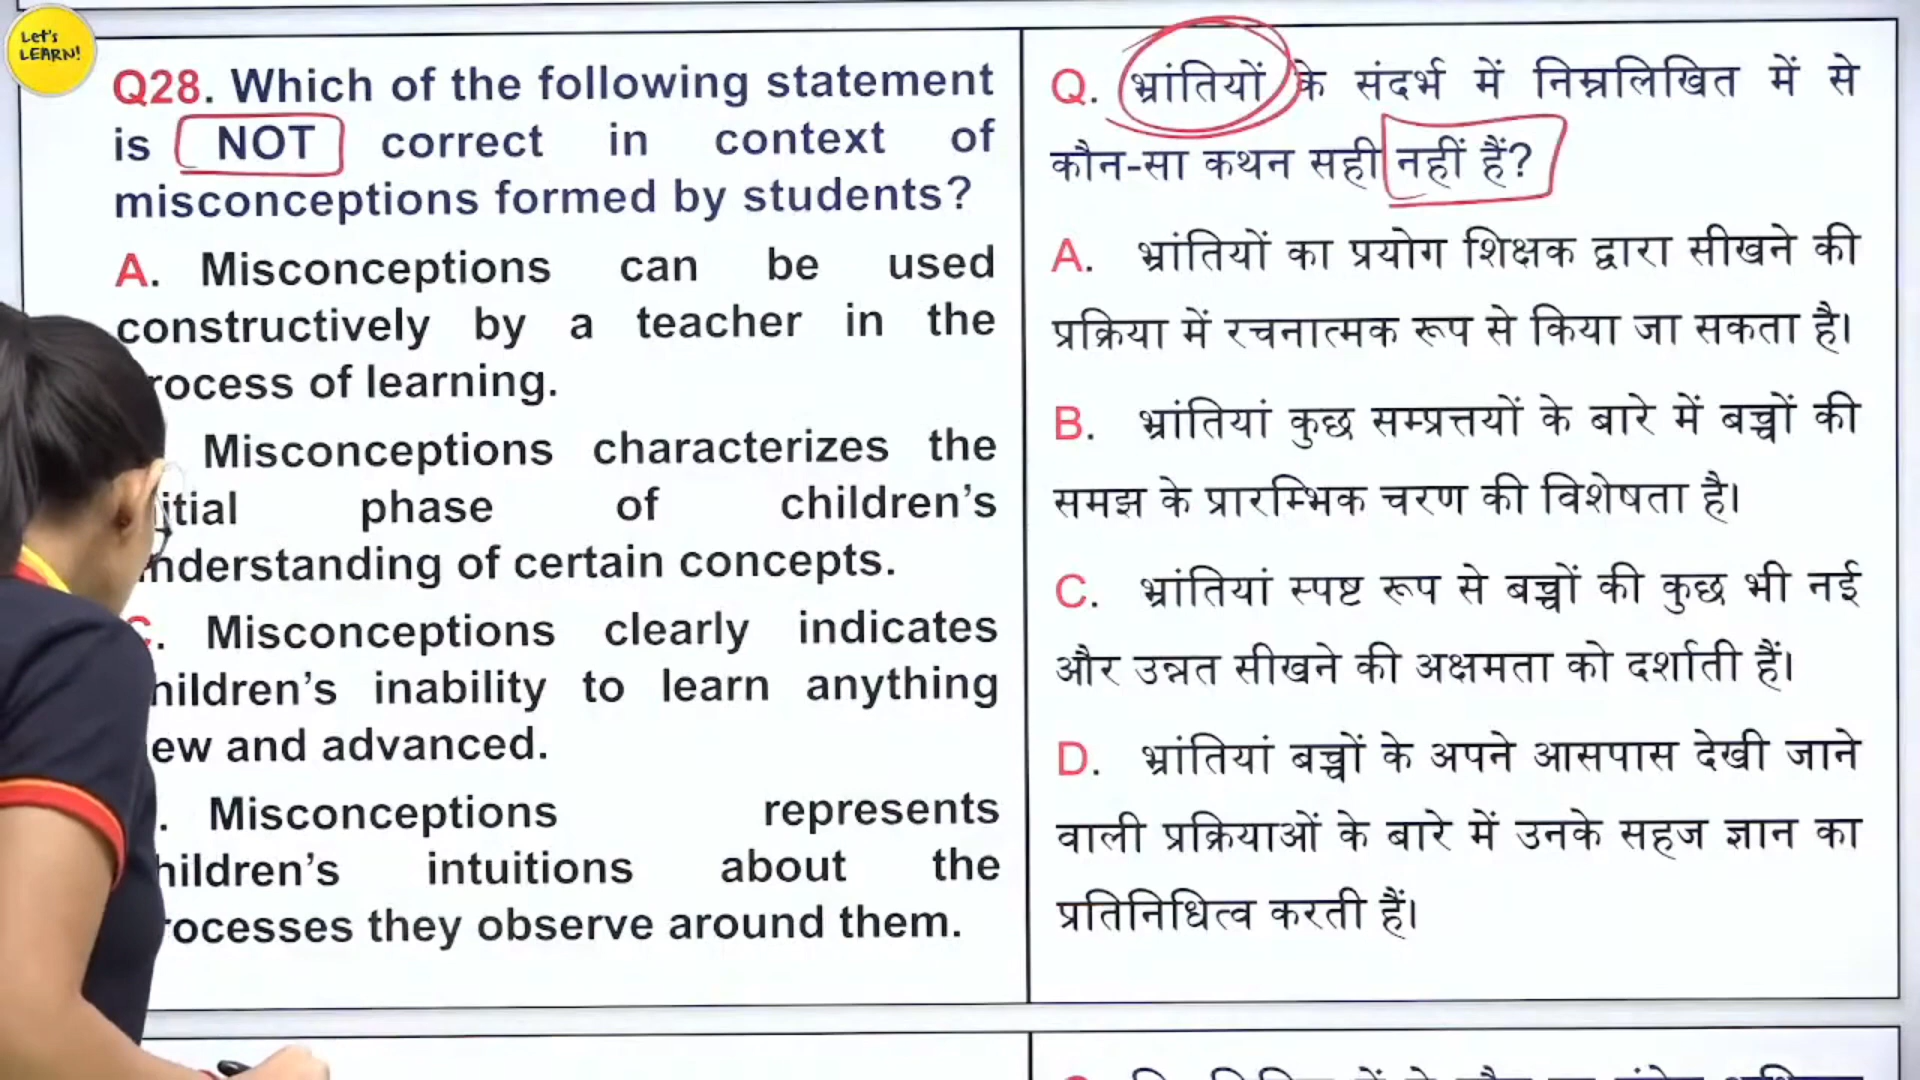 Let's
LEARN!
Q28. Which of the following statement
is NOT correct in context of
misconceptions formed by students?
A. Misconceptions can be used
constructively by a teacher in the
rocess of learning.
Misconceptions characterizes the
itial phase of children's
nderstanding of certain concepts.
C. Misconceptions clearly indicates
hildren's inability to learn anything
ew and advanced.
. Misconceptions represents
hildren's intuitions about the
rocesses they observe around them.
Q. भ्रांतियों के संदर्भ में निम्नलिखित में से
कौन-सा कथन सही नहीं हैं?
A. भ्रांतियों का प्रयोग शिक्षक द्वारा सीखने की
प्रक्रिया में रचनात्मक रूप से किया जा सकता है।
B. भ्रांतियां कुछ सम्प्रत्तयों के बारे में बच्चों की
समझ के प्रारम्भिक चरण की विशेषता है।
C. भ्रांतियां स्पष्ट रूप से बच्चों की कुछ भी नई
और उन्नत सीखने की अक्षमता को दर्शाती हैं।
D. भ्रांतियां बच्चों के अपने आसपास देखी जाने
वाली प्रक्रियाओं के बारे में उनके सहज ज्ञान का
प्रतिनिधित्व करती हैं।